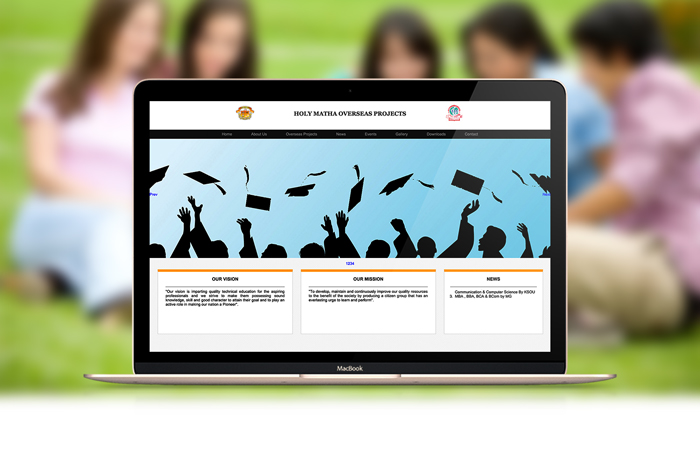 HOLY MATHA OVERSEAS PROJECTS
Home About Us Overseas Projects News Events Gallery Downloads Contact
Prev
1234
OUR VISION
"Our vision is imparting quality technical education for the aspiring
professionals and we strive to make them possessing sound
knowledge, skill and good character to attain their goal and to play an
active role in making our nation a Pioneer".
OUR MISSION
"To develop, maintain and continuously improve our quality resources
to the benefit of the society by producing a citizen group that has an
everlasting urge to learn and perform".
NEWS
Communication & Computer Science By KSOU
3. MBA , BBA, BCA & BCom by MG
MacBook